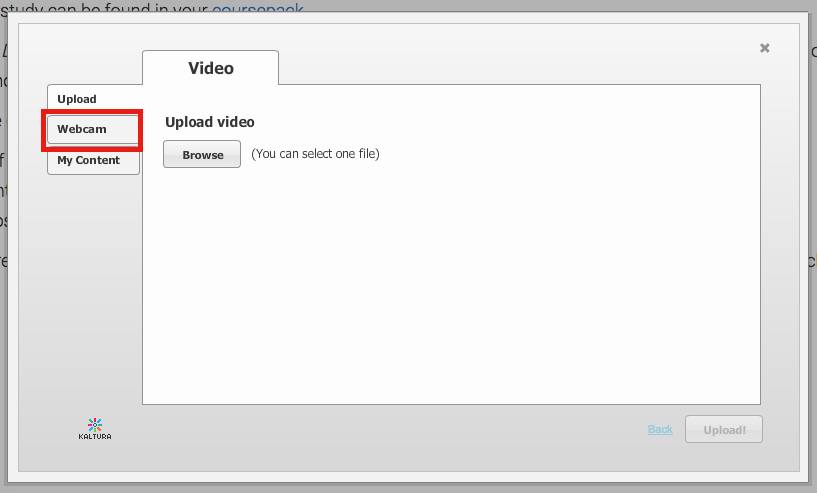 study can be found in your coursepack
Video
Upload
Webcam
My Content
Upload video
Browse (You can select one file)
KALTURA
Back Upload!